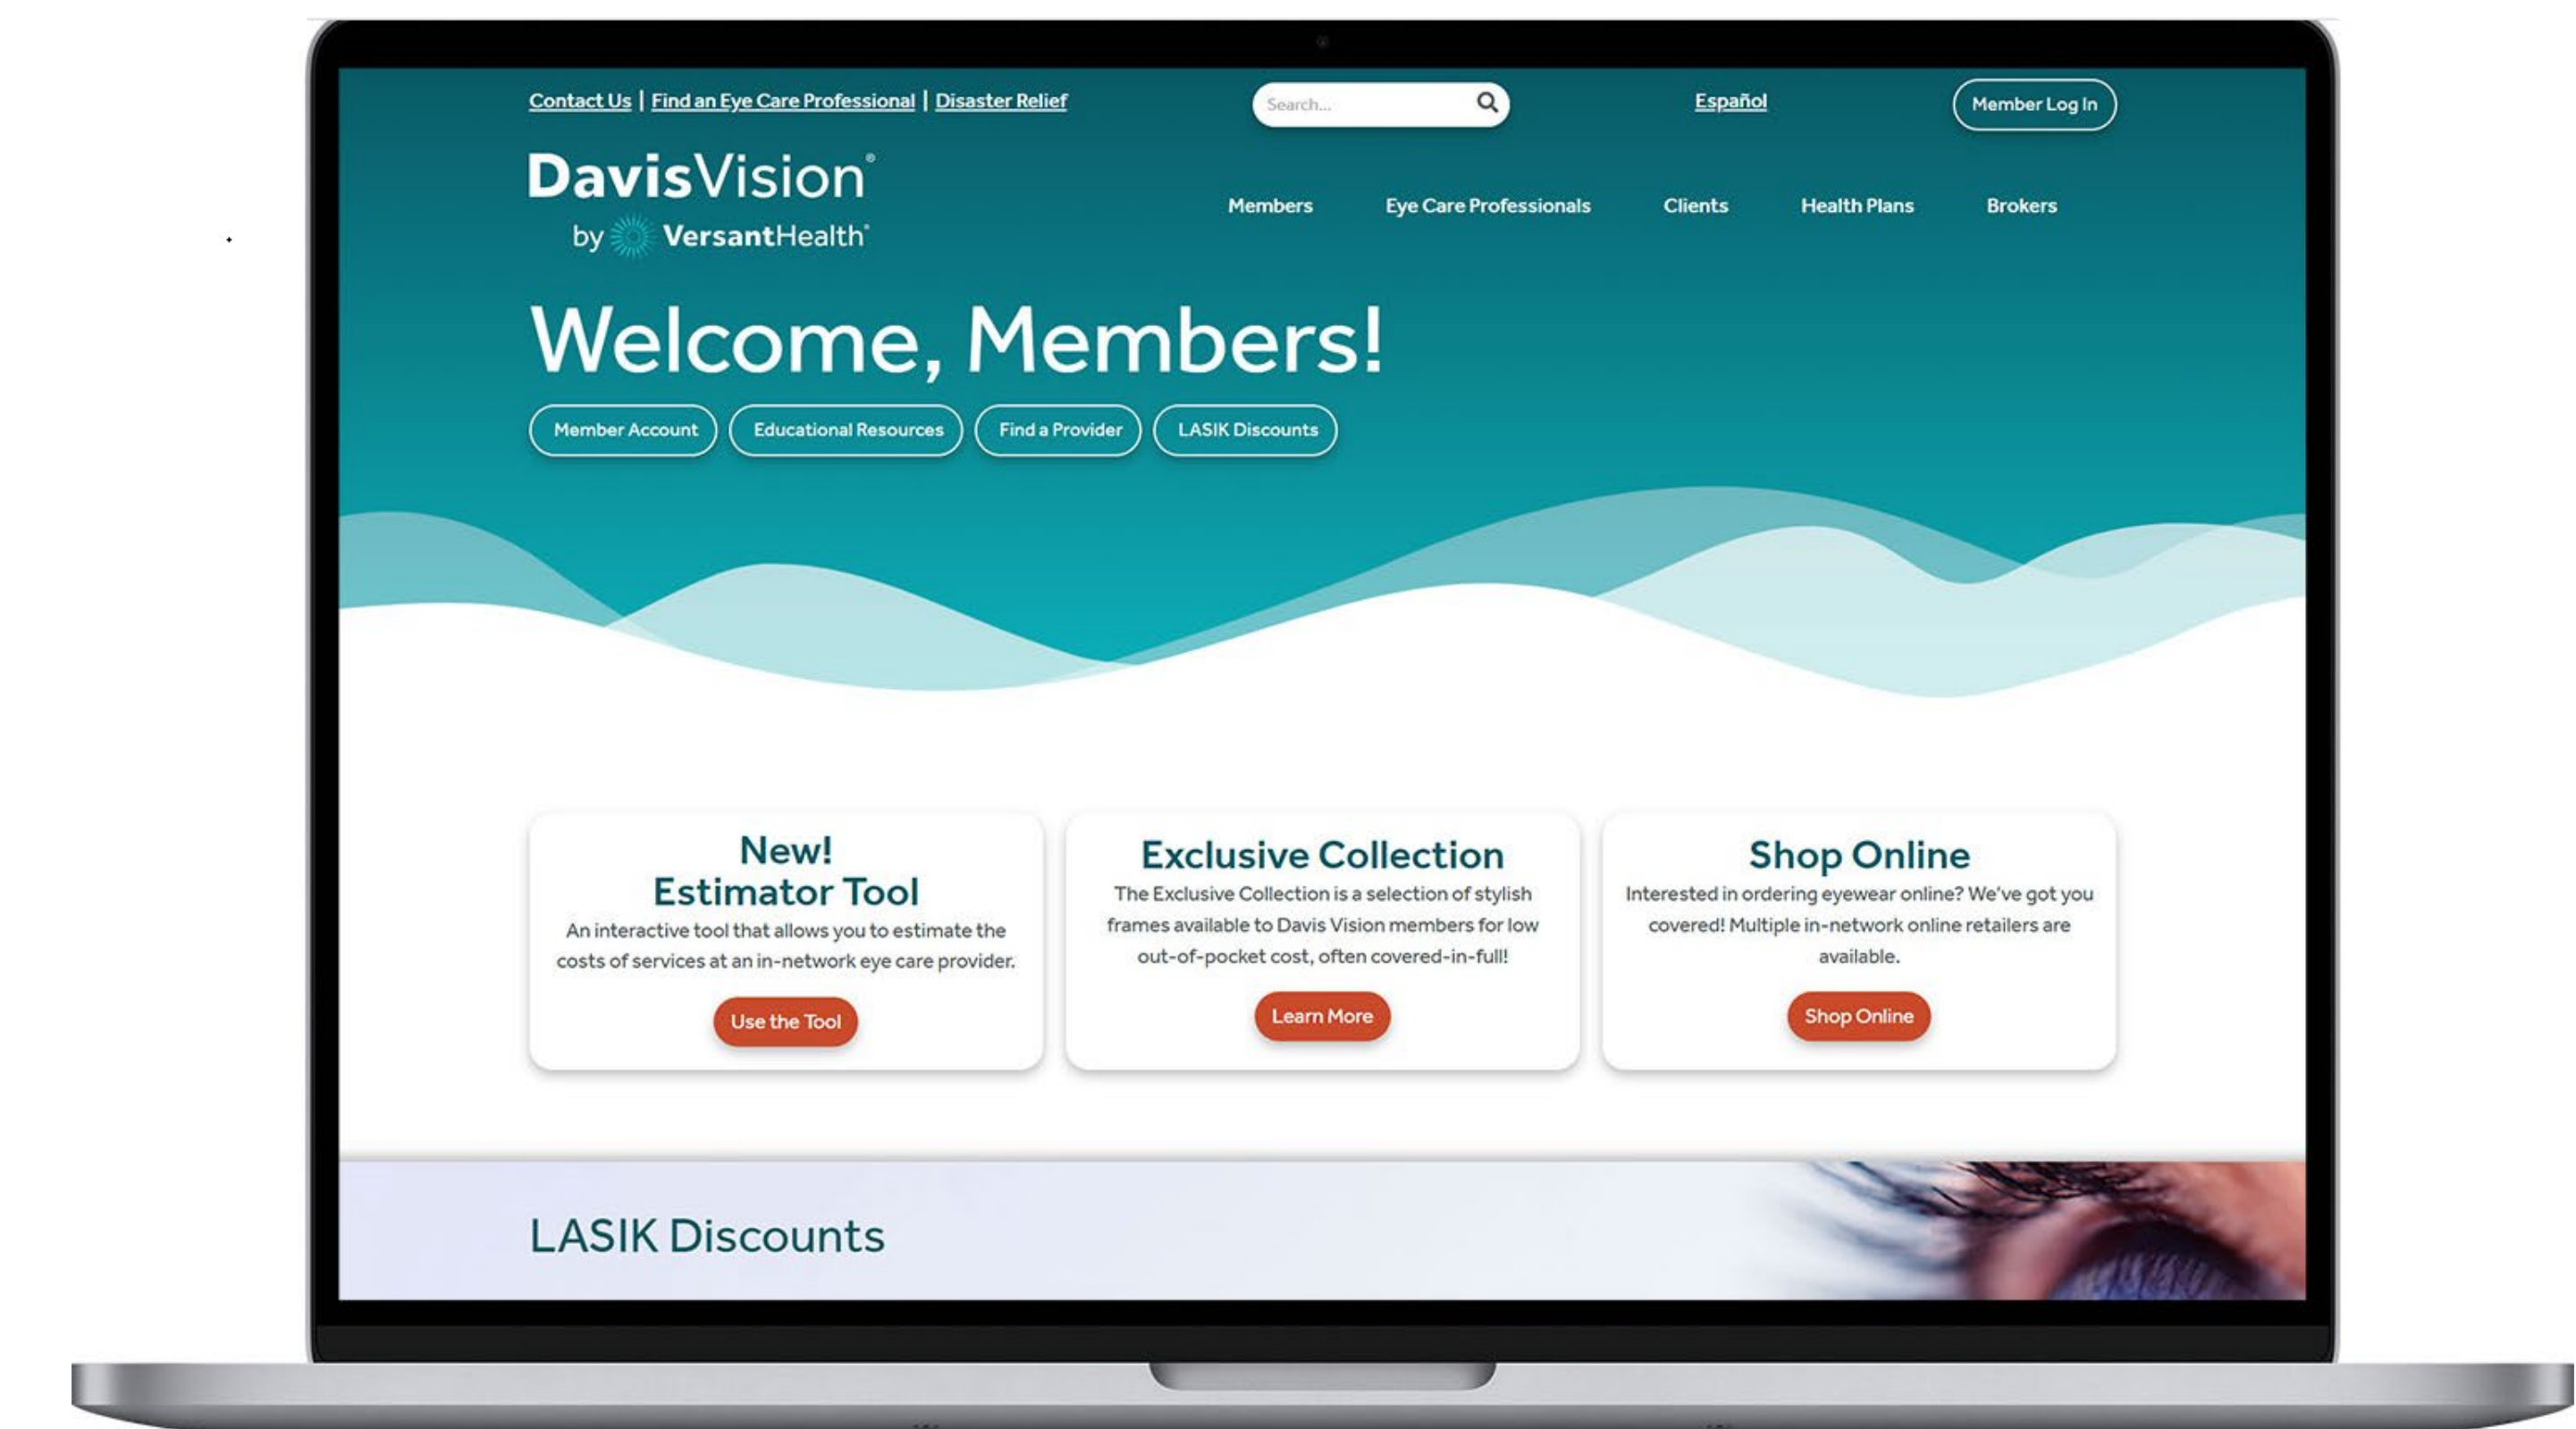 Contact Us | Find an Eye Care Professional | Disaster Relief
Search...
Español
Member Log In
DavisVision®
by VersantHealth®
Members
Eye Care Professionals
Clients
Health Plans
Brokers
Welcome, Members!
Member Account
Educational Resources
Find a Provider
LASIK Discounts
New!
Estimator Tool
An interactive tool that allows you to estimate the
costs of services at an in-network eye care provider.
Use the Tool
Exclusive Collection
The Exclusive Collection is a selection of stylish
frames available to Davis Vision members for low
out-of-pocket cost, often covered-in-full!
Learn More
Shop Online
Interested in ordering eyewear online? We've got you
covered! Multiple in-network online retailers are
available.
Shop Online
LASIK Discounts